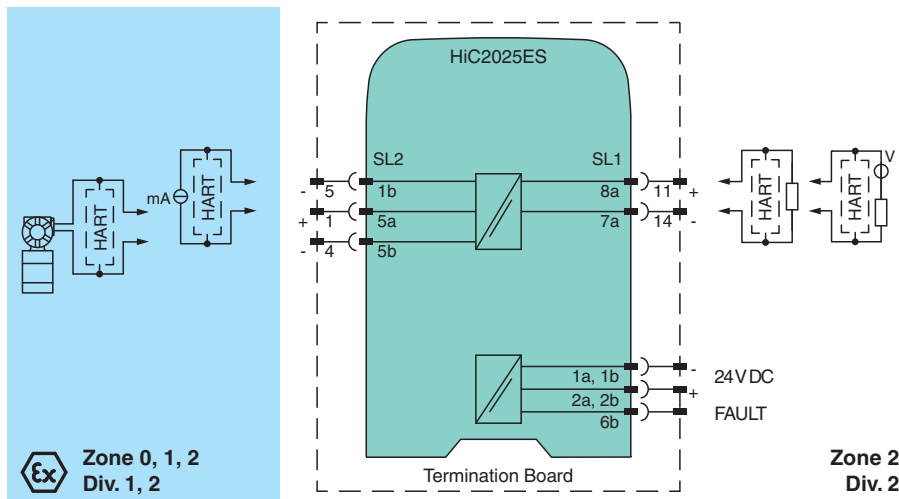 HiC2025ES
SL2 SL1
- 5 1b 8a 11 +
+ 1 5a 7a 14 -
- 4 5b
HART
mA HART
HART
HART V
1a, 1b -
24 V DC
2a, 2b +
6b FAULT
Ex Zone 0, 1, 2
Div. 1, 2
Termination Board
Zone 2
Div. 2